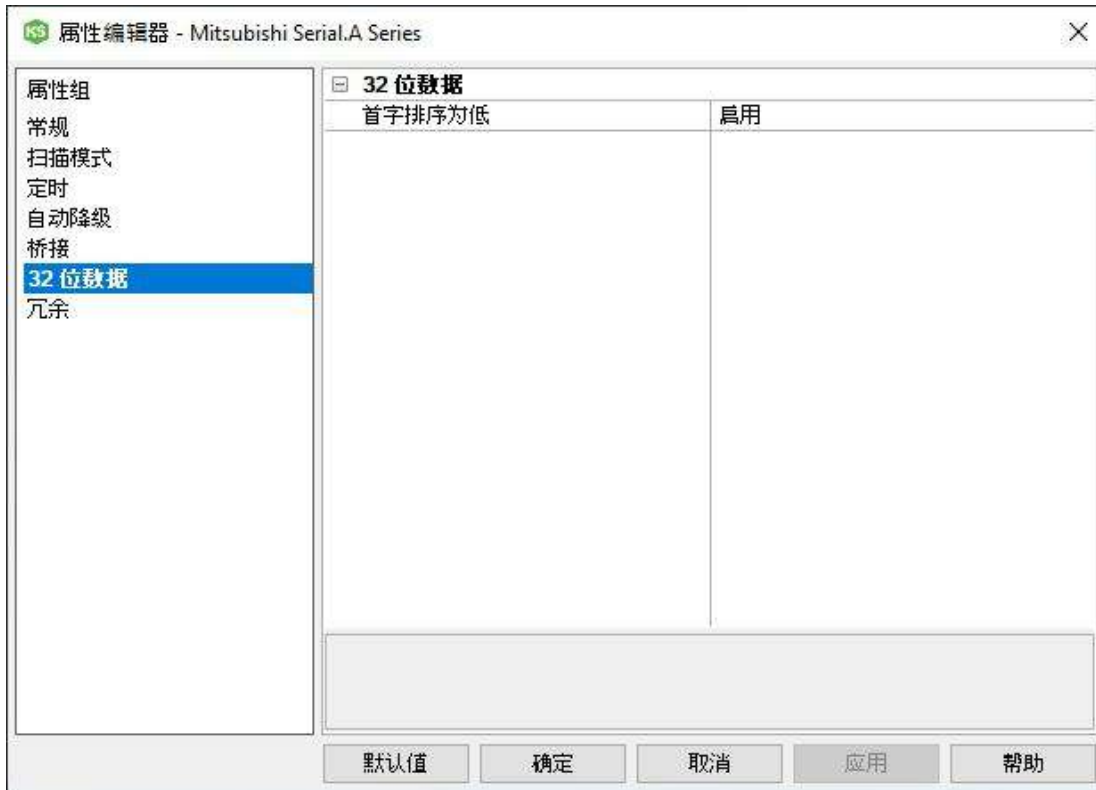 KS 属性编辑器 - Mitsubishi Serial.A Series
属性组
常规
扫描模式
定时
自动降级
桥接
32 位数据
冗余
32 位数据
首字排序为低 启用
默认值 确定 取消 应用 帮助